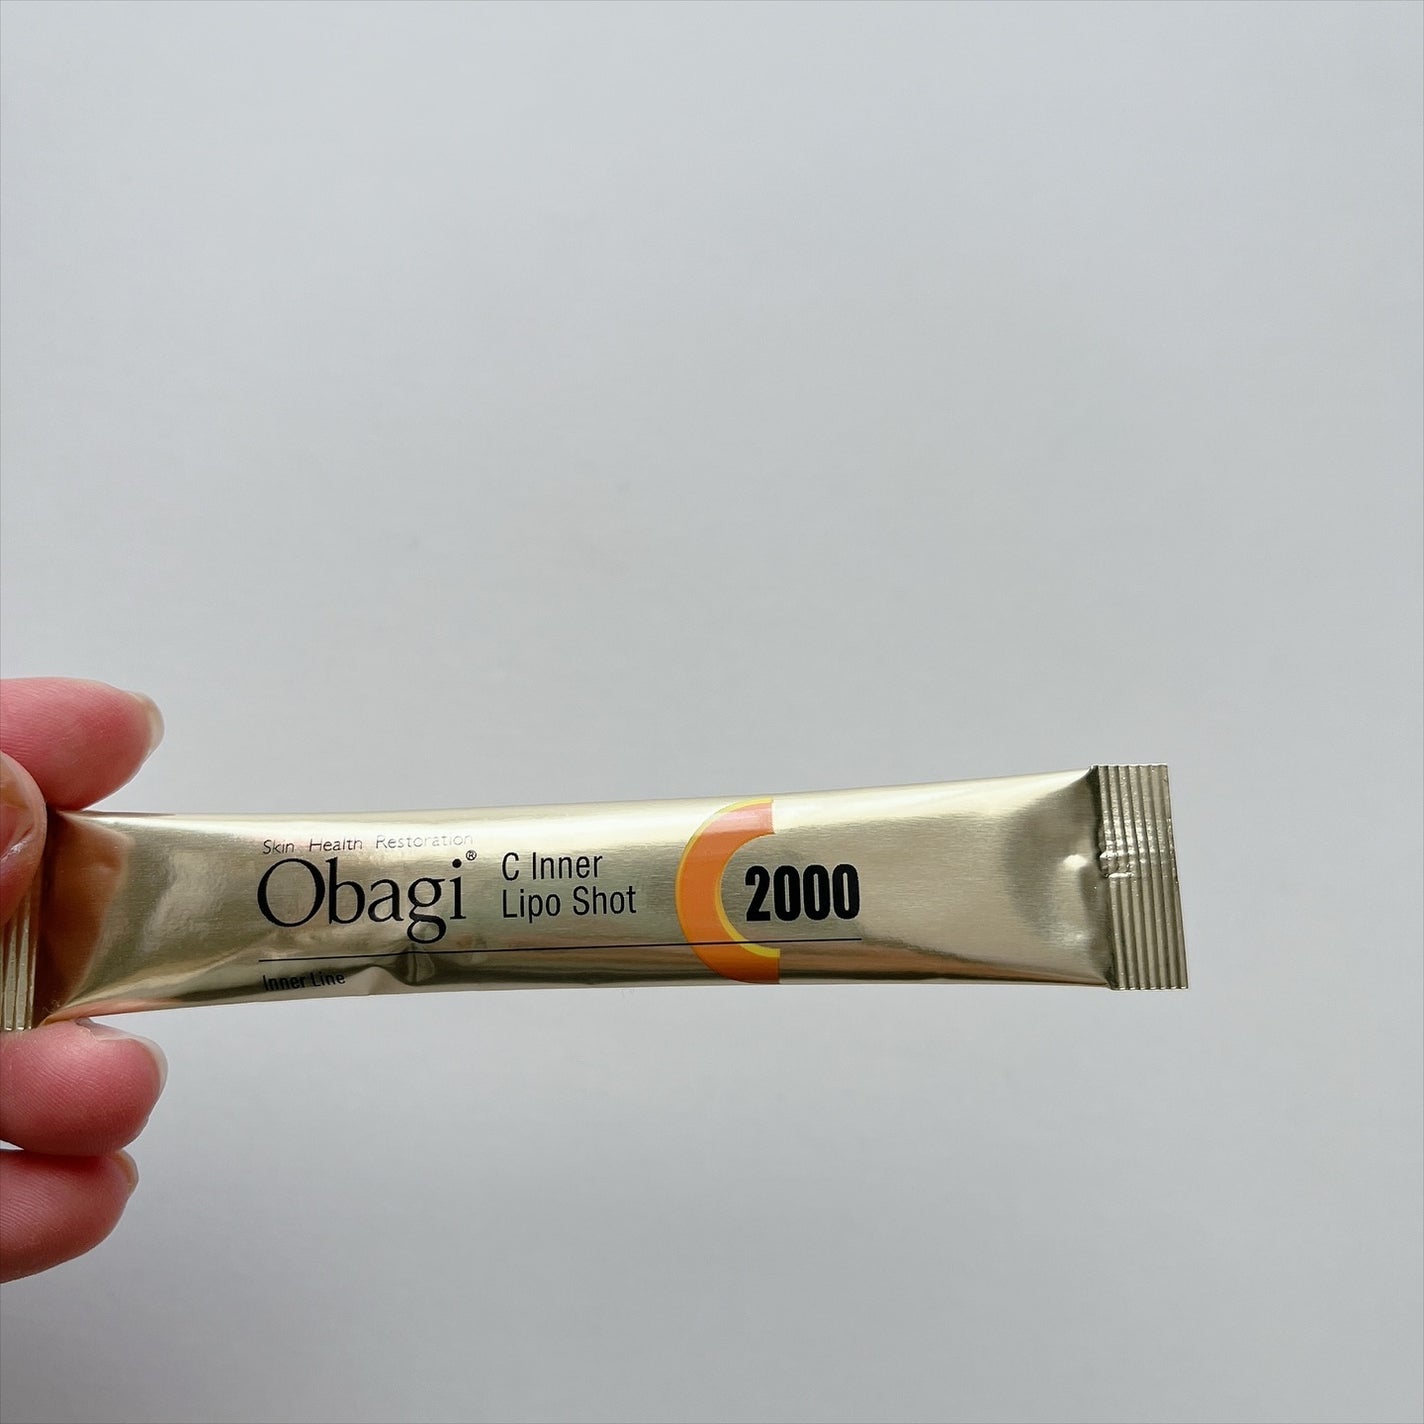 Skin Health Restoration
Obagi®
C Inner
Lipo Shot
2000
Inner Line